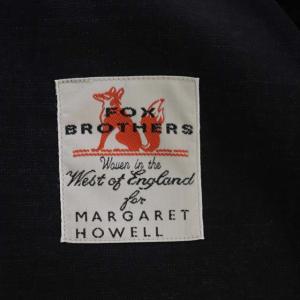 FOX
BROTHERS
Woven in the
West of England
for
MARGARET
HOWELL